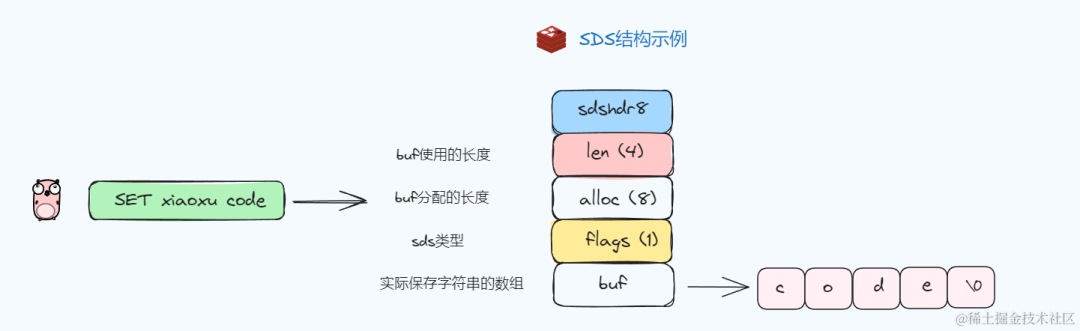 SDS结构示例
sdshdr8
buf使用的长度
len (4)
SET xiaoxu code
buf分配的长度
alloc (8)
sds类型
flags (1)
实际保存字符串的数组
buf
c o d e \0
@稀土掘金技术社区